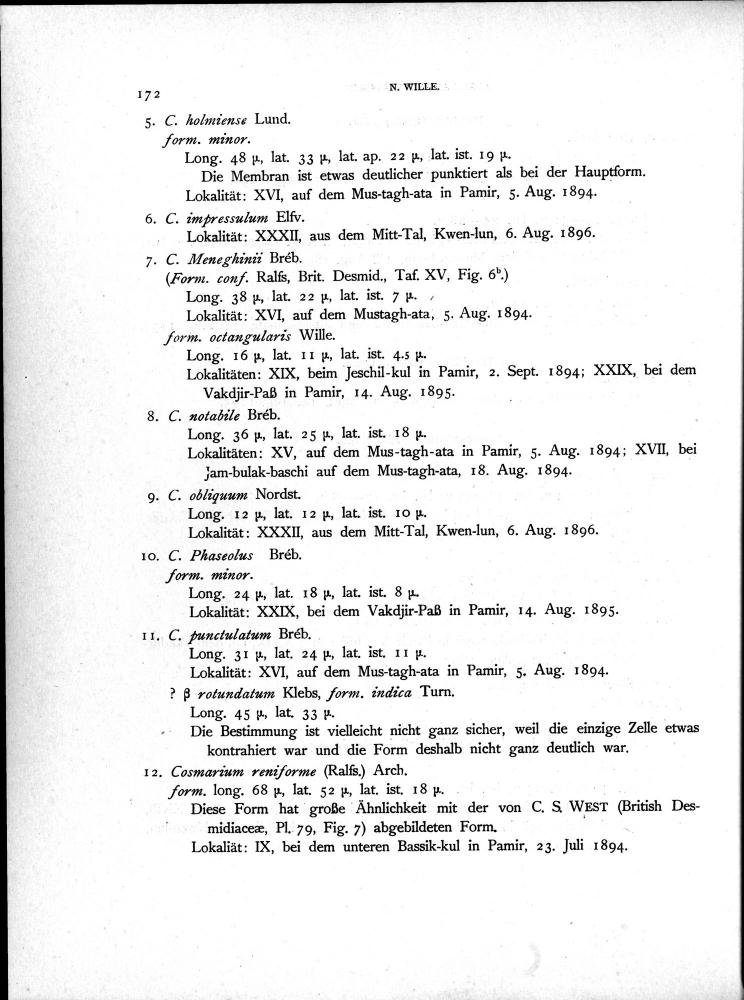 N. WILLE.
172
5. C. holmiense Lund.
form. minor.
Long. 48 µ, lat. 33 µ, lat. ap. 22 µ, lat. ist. 19 µ.
Die Membran ist etwas deutlicher punktiert als bei der Hauptform.
Lokalität: XVI, auf dem Mus-tagh-ata in Pamir, 5. Aug. 1894.
6. C. impressulum Elfv.
Lokalität: XXXII, aus dem Mitt-Tal, Kwen-lun, 6. Aug. 1896.
7. C. Meneghinii Bréb.
(Form. conf. Ralfs, Brit. Desmid., Taf. XV, Fig. 6ᵇ.)
Long. 38 µ, lat. 22 µ, lat. ist. 7 µ.
Lokalität: XVI, auf dem Mustagh-ata, 5. Aug. 1894.
form. octangularis Wille.
Long. 16 µ, lat. 11 µ, lat. ist. 4.5 µ.
Lokalitäten: XIX, beim Jeschil-kul in Pamir, 2. Sept. 1894; XXIX, bei dem
Vakdjir-Paß in Pamir, 14. Aug. 1895.
8. C. notabile Bréb.
Long. 36 µ, lat. 25 µ, lat. ist. 18 µ.
Lokalitäten: XV, auf dem Mus-tagh-ata in Pamir, 5. Aug. 1894; XVII, bei
Jam-bulak-baschi auf dem Mus-tagh-ata, 18. Aug. 1894.
9. C. obliquum Nordst.
Long. 12 µ, lat. 12 µ, lat. ist. 10 µ.
Lokalität: XXXII, aus dem Mitt-Tal, Kwen-lun, 6. Aug. 1896.
10. C. Phaseolus Bréb.
form. minor.
Long. 24 µ, lat. 18 µ, lat. ist. 8 µ.
Lokalität: XXIX, bei dem Vakdjir-Paß in Pamir, 14. Aug. 1895.
11. C. punctulatum Bréb.
Long. 31 µ, lat. 24 µ, lat. ist. 11 µ.
Lokalität: XVI, auf dem Mus-tagh-ata in Pamir, 5. Aug. 1894.
? β rotundatum Klebs, form. indica Turn.
Long. 45 µ, lat. 33 µ.
Die Bestimmung ist vielleicht nicht ganz sicher, weil die einzige Zelle etwas
kontrahiert war und die Form deshalb nicht ganz deutlich war.
12. Cosmarium reniforme (Ralfs.) Arch.
form. long. 68 µ, lat. 52 µ, lat. ist. 18 µ.
Diese Form hat große Ähnlichkeit mit der von C. S. WEST (British Des-
midiaceæ, Pl. 79, Fig. 7) abgebildeten Form.
Lokaliät: IX, bei dem unteren Bassik-kul in Pamir, 23. Juli 1894.